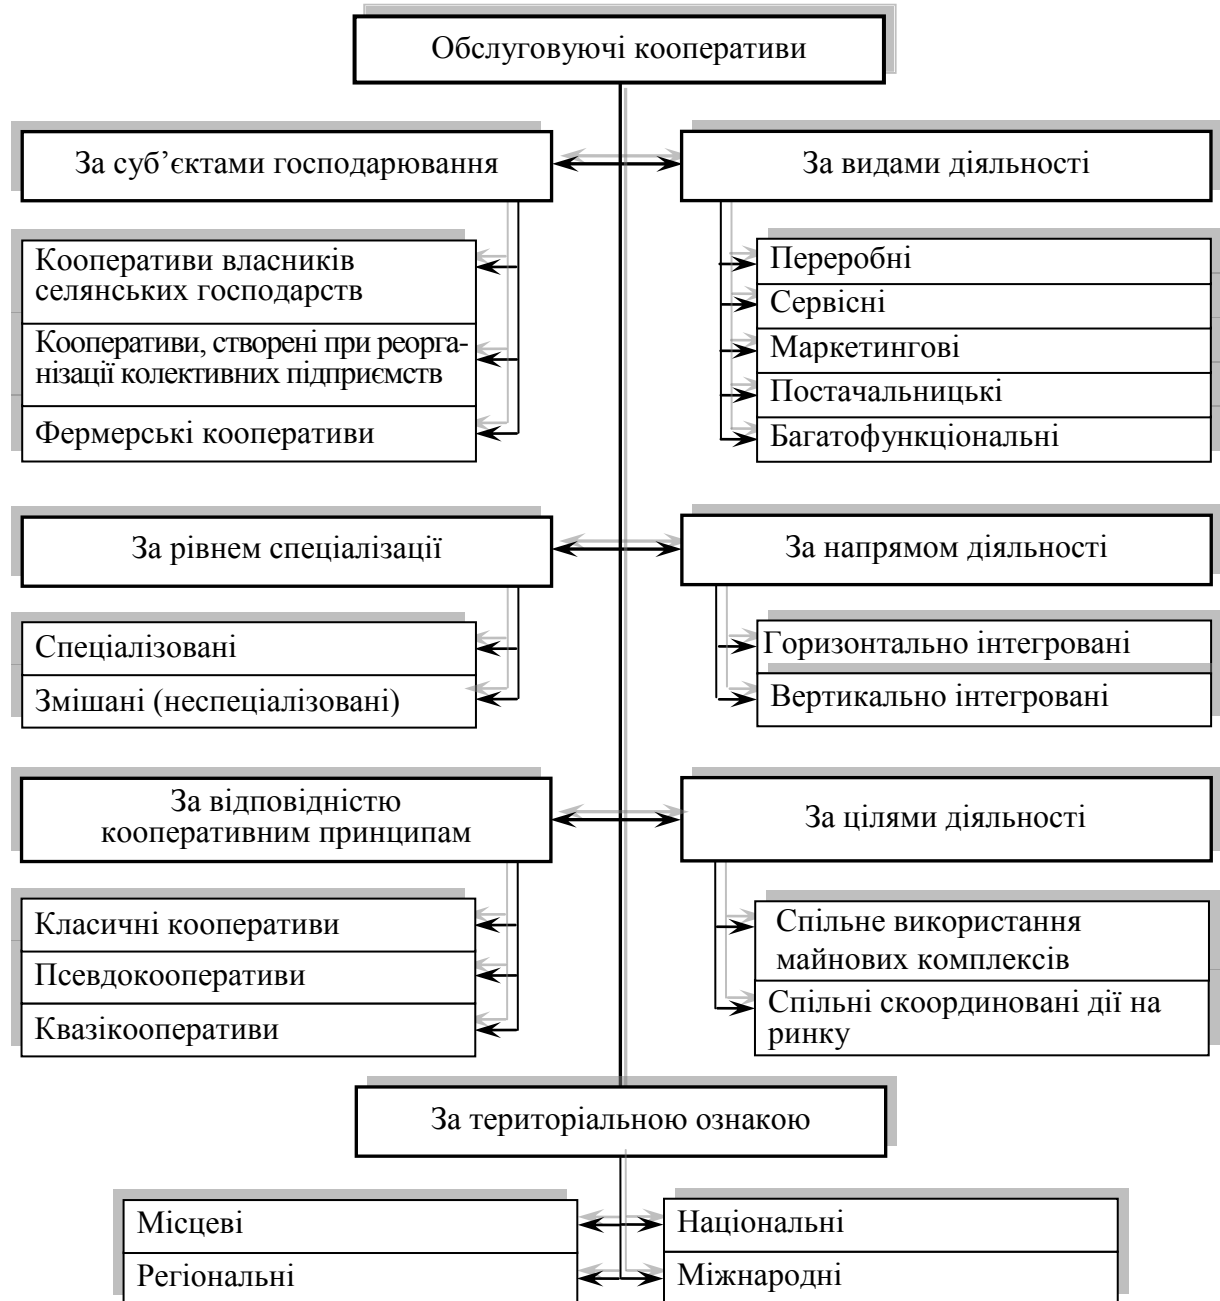 Обслуговуючі кооперативи
За суб’єктами господарювання
За видами діяльності
Кооперативи власників
селянських господарств
Кооперативи, створені при реорга-
нізації колективних підприємств
Фермерські кооперативи
Переробні
Сервісні
Маркетингові
Постачальницькі
Багатофункціональні
За рівнем спеціалізації
За напрямом діяльності
Спеціалізовані
Змішані (неспеціалізовані)
Горизонтально інтегровані
Вертикально інтегровані
За відповідністю
кооперативним принципам
За цілями діяльності
Класичні кооперативи
Псевдокооперативи
Квазікооперативи
Спільне використання
майнових комплексів
Спільні скоординовані дії на
ринку
За територіальною ознакою
Місцеві
Регіональні
Національні
Міжнародні